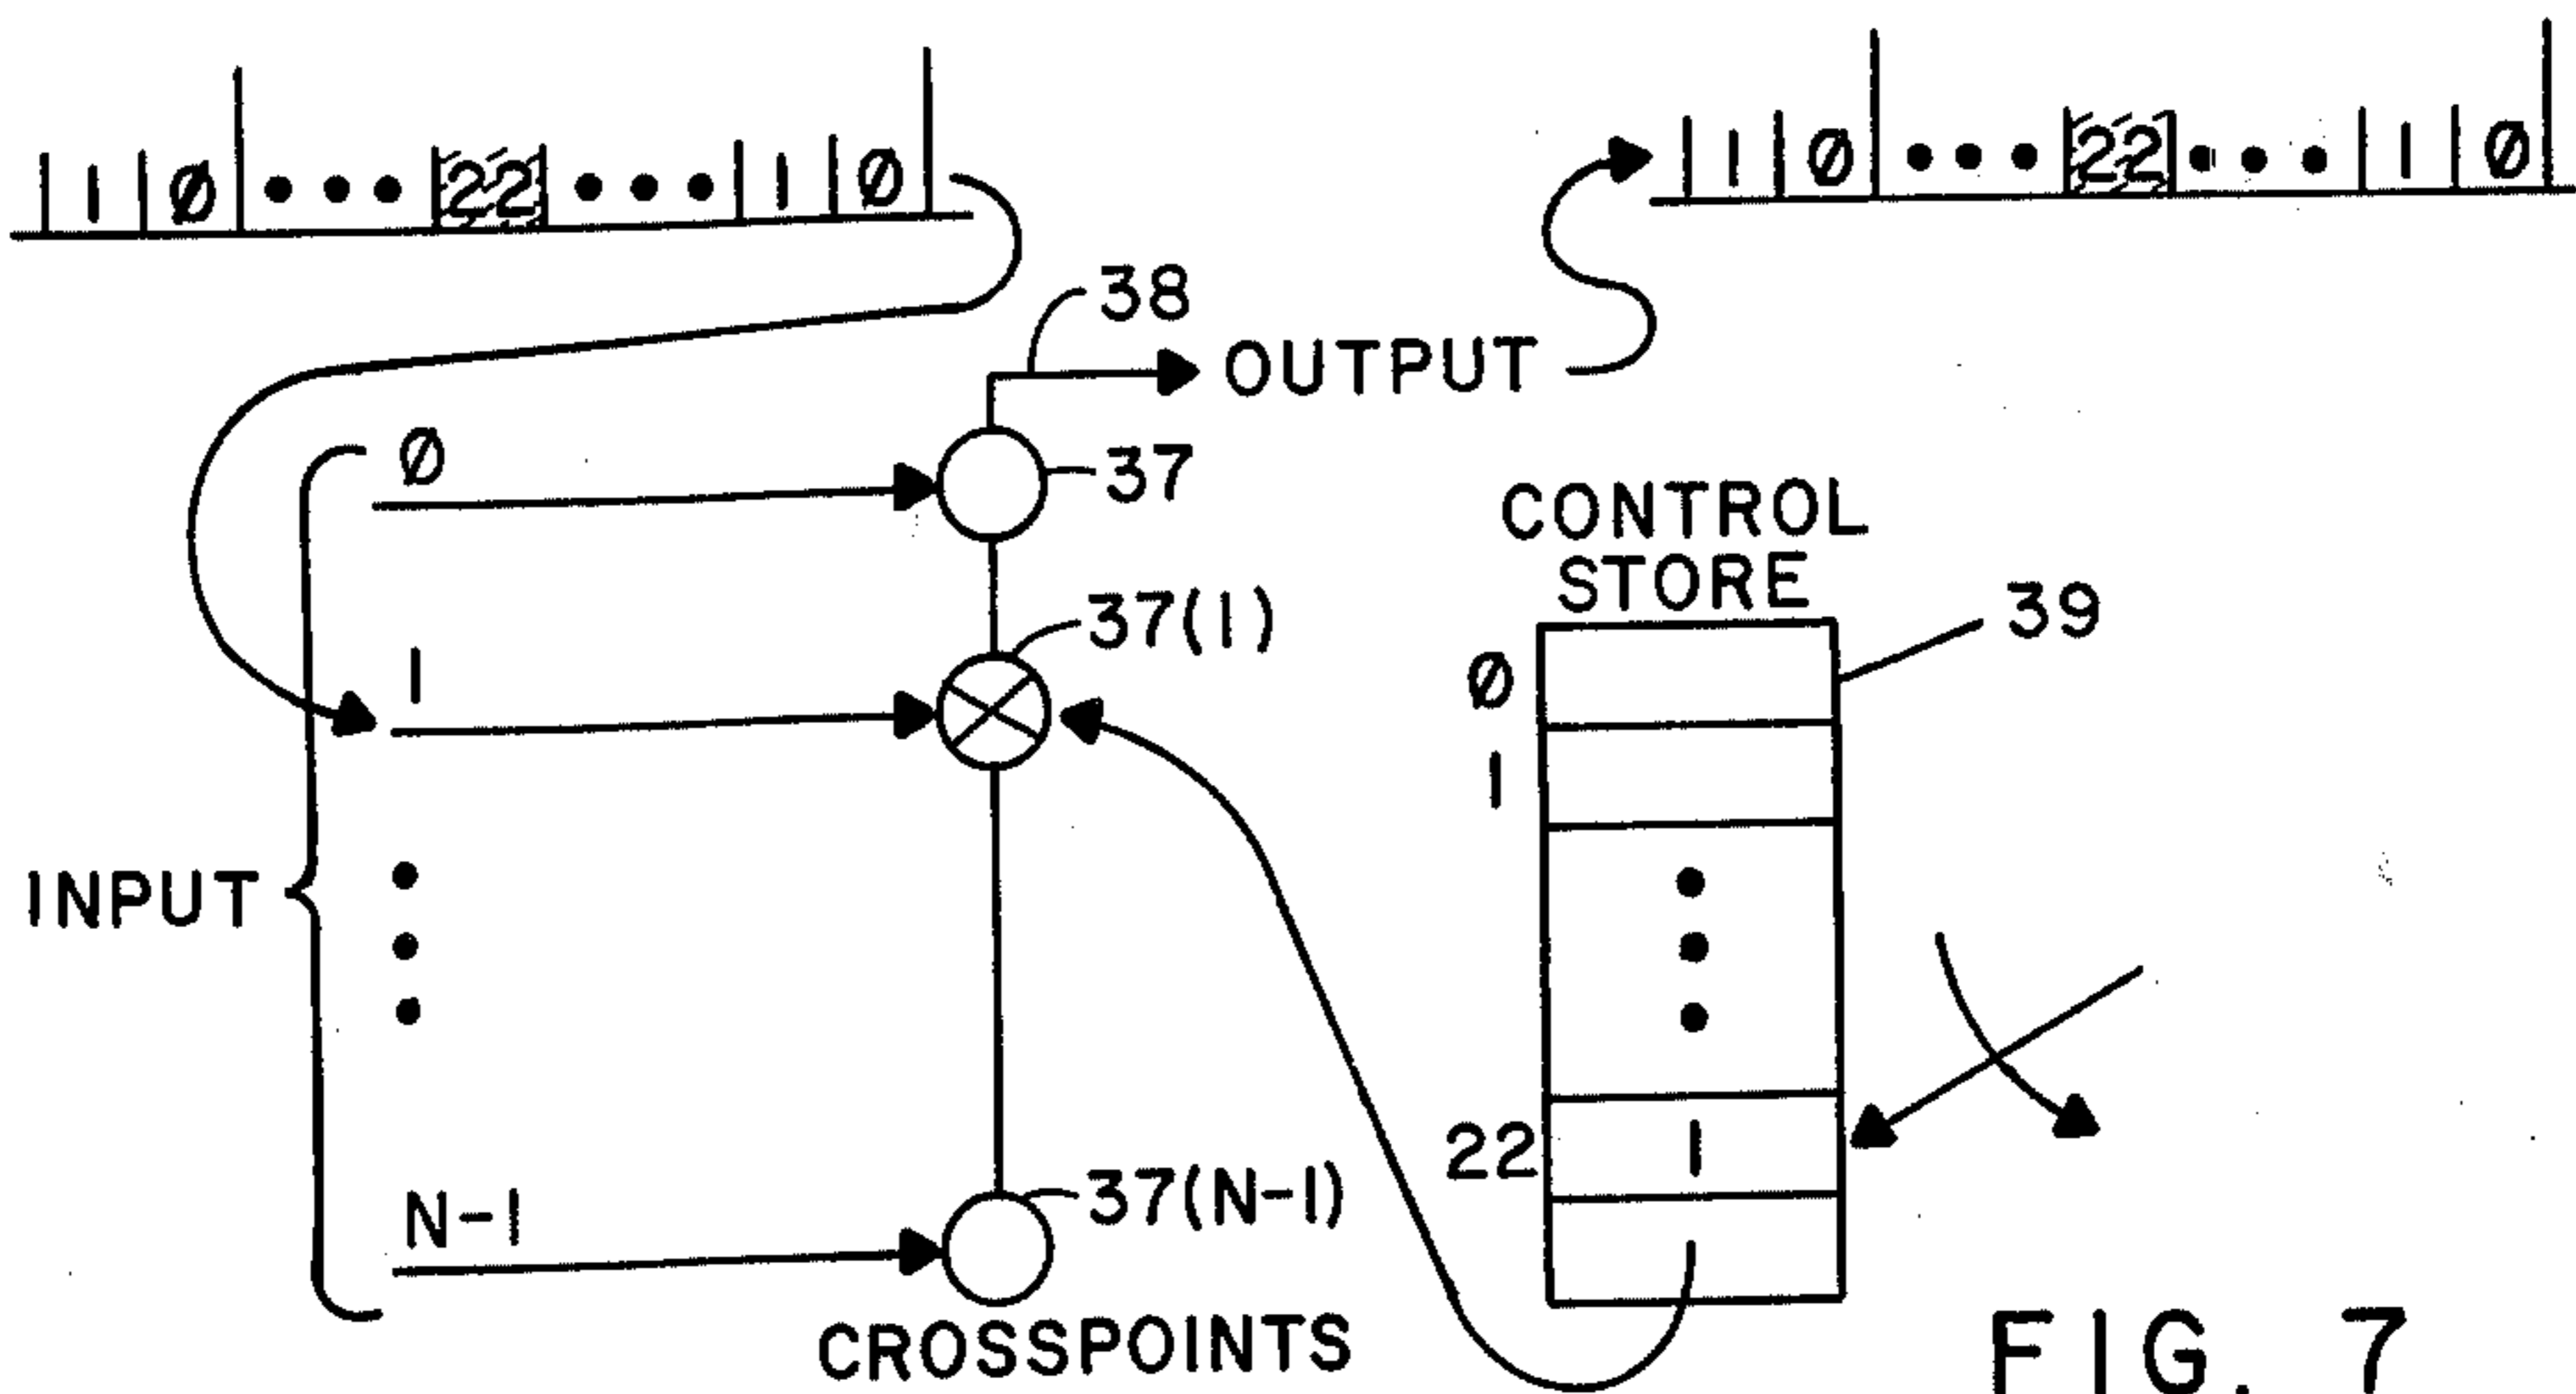 1 Ø ••• 22 ••• 1 Ø
1 Ø ••• 22 ••• 1 Ø
38
OUTPUT
Ø
37
CONTROL
STORE
37(1)
39
1
Ø
1
INPUT
22 1
N-1
37(N-1)
CROSSPOINTS
FIG. 7